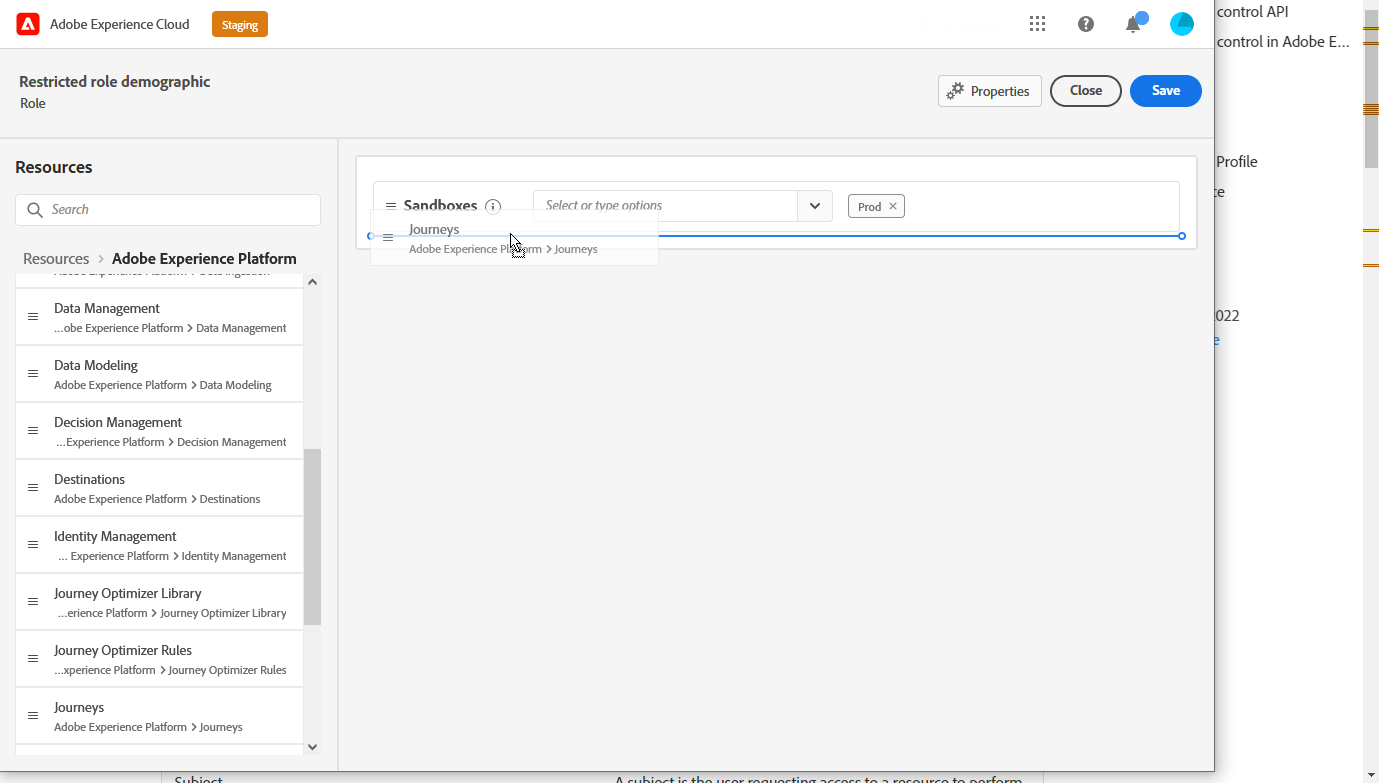 Adobe Experience Cloud
Staging
Restricted role demographic
Role
Properties
Close
Save
Resources
Search
Resources > Adobe Experience Platform
Data Management
...obe Experience Platform > Data Management
Data Modeling
Adobe Experience Platform > Data Modeling
Decision Management
...Experience Platform > Decision Management
Destinations
Adobe Experience Platform > Destinations
Identity Management
... Experience Platform > Identity Management
Journey Optimizer Library
...erience Platform > Journey Optimizer Library
Journey Optimizer Rules
...xperience Platform > Journey Optimizer Rules
Journeys
Adobe Experience Platform > Journeys
Sandboxes
Select or type options
Prod
Journeys
Adobe Experience Platform > Journeys
control API
control in Adobe E...
Profile
2022
Subject
A subject is the user requesting access to a resource to perform